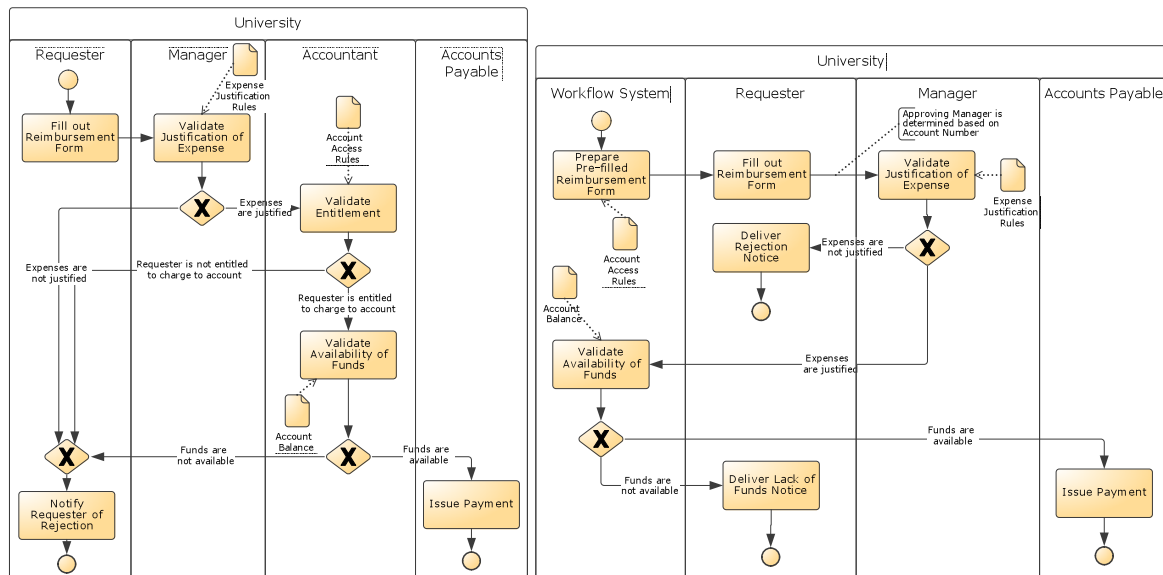 University
Requester
Manager
Accountant
Accounts
Payable
Expense
Justification
Rules
Fill out
Reimbursement
Form
Validate
Justification of
Expense
Account
Access
Rules
Expenses
are justified
Validate
Entitlement
Expenses are
not justified
Requester is not entitled
to charge to account
Requester is entitled
to charge to account
Validate
Availability of
Funds
Account
Balance
Funds are
not available
Funds are
available
Notify
Requester of
Rejection
Issue Payment
University
Workflow System
Requester
Manager
Accounts Payable
Approving Manager is
determined based on
Account Number
Prepare
Pre-filled
Reimbursement
Form
Fill out
Reimbursement
Form
Validate
Justification of
Expense
Expense
Justification
Rules
Account
Access
Rules
Deliver
Rejection
Notice
Expenses are
not justified
Account
Balance
Validate
Availability of
Funds
Expenses
are justified
Funds are
available
Funds are
not available
Deliver Lack of
Funds Notice
Issue Payment